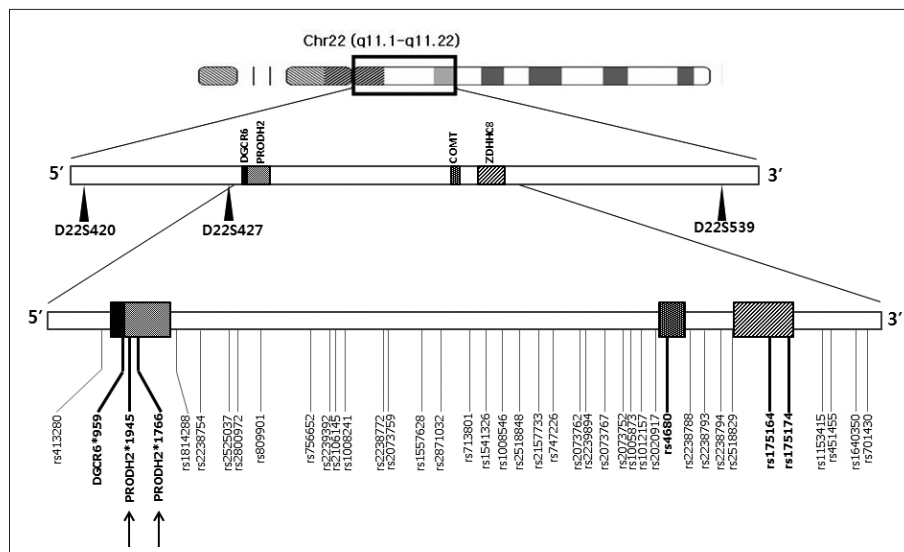 Chr22 (q11.1-q11.22)
DGCR6
PRODH2
COMT
ZDHHC8
5′
3′
D22S420
D22S427
D22S539
5′
3′
rs413280
DGCR6*959
PRODH2*1945
PRODH2*1766
rs1814288
rs2238754
rs2525037
rs2800972
rs809901
rs756652
rs2239392
rs2106145
rs1008241
rs2238772
rs2073759
rs1557628
rs2871032
rs713801
rs1541326
rs1008546
rs2518848
rs2157733
rs747226
rs2073762
rs2239894
rs2073767
rs2073752
rs1005873
rs1012157
rs2020917
rs4680
rs2238788
rs2238793
rs2238794
rs2518829
rs175164
rs175174
rs1153415
rs451455
rs1640350
rs701430